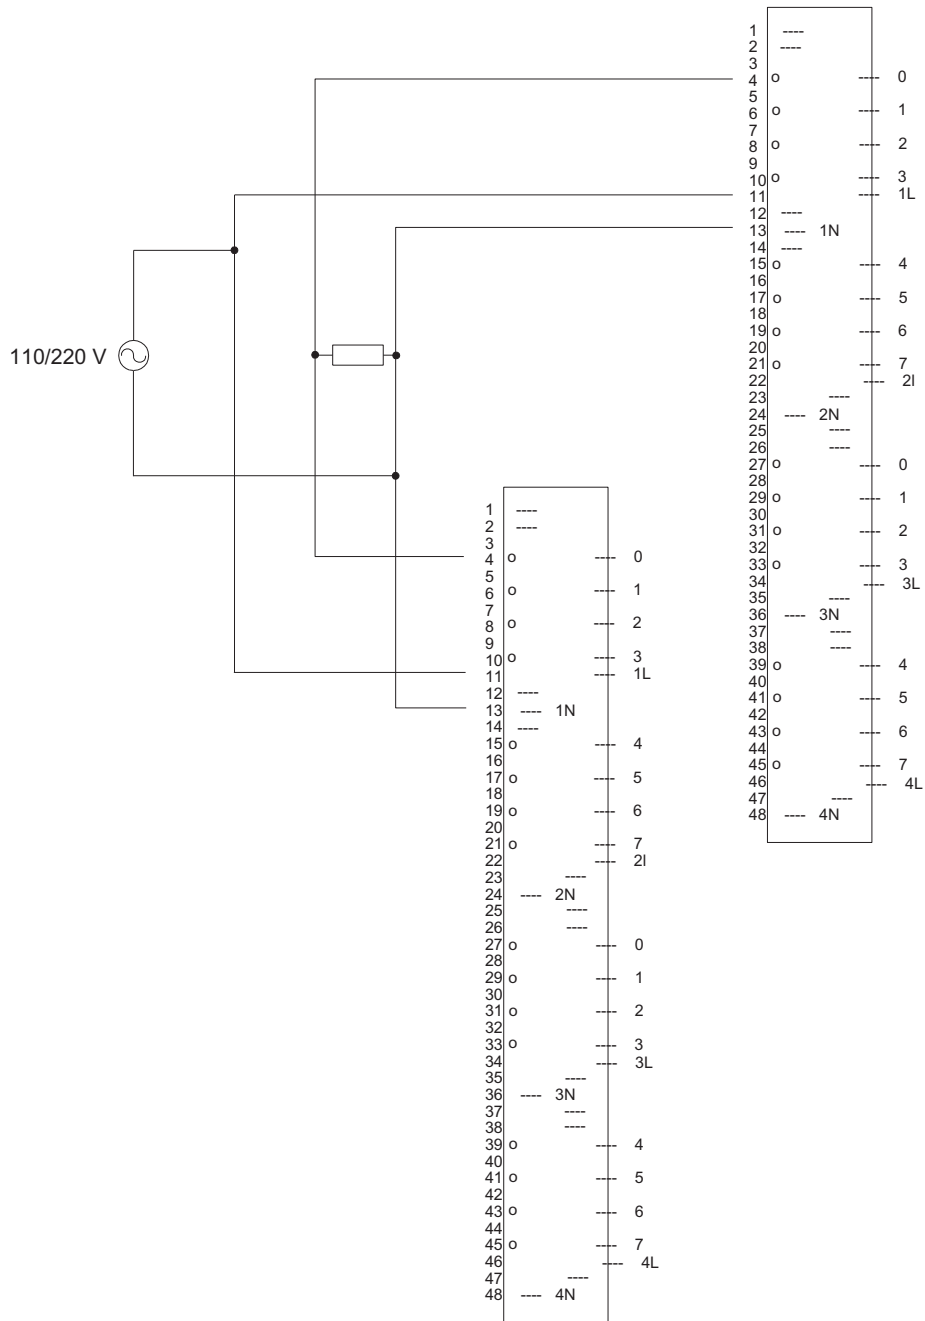 1 ----
2 ----
3
4 o ---- 0
5
6 o ---- 1
7
8 o ---- 2
9
10 o ---- 3
11 ---- 1L
12 ----
13 ---- 1N
14 ----
15 o ---- 4
16
17 o ---- 5
18
19 o ---- 6
20
21 o ---- 7
22 ---- 2I
23 ----
24 ---- 2N
25 ----
26 ----
27 o ---- 0
28
29 o ---- 1
30
31 o ---- 2
32
33 o ---- 3
34 ---- 3L
35 ----
36 ---- 3N
37 ----
38 ----
39 o ---- 4
40
41 o ---- 5
42
43 o ---- 6
44
45 o ---- 7
46 ---- 4L
47 ----
48 ---- 4N
110/220 V
1 ----
2 ----
3
4 o ---- 0
5
6 o ---- 1
7
8 o ---- 2
9
10 o ---- 3
11 ---- 1L
12 ----
13 ---- 1N
14 ----
15 o ---- 4
16
17 o ---- 5
18
19 o ---- 6
20
21 o ---- 7
22 ---- 2I
23 ----
24 ---- 2N
25 ----
26 ----
27 o ---- 0
28
29 o ---- 1
30
31 o ---- 2
32
33 o ---- 3
34 ---- 3L
35 ----
36 ---- 3N
37 ----
38 ----
39 o ---- 4
40
41 o ---- 5
42
43 o ---- 6
44
45 o ---- 7
46 ---- 4L
47 ----
48 ---- 4N